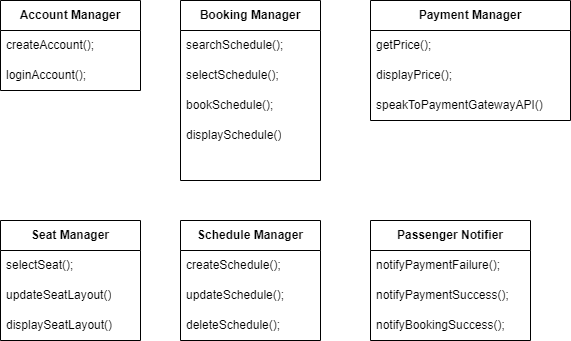 Account Manager
createAccount();
loginAccount();
Booking Manager
searchSchedule();
selectSchedule();
bookSchedule();
displaySchedule()
Payment Manager
getPrice();
displayPrice();
speakToPaymentGatewayAPI()
Seat Manager
selectSeat();
updateSeatLayout()
displaySeatLayout()
Schedule Manager
createSchedule();
updateSchedule();
deleteSchedule();
Passenger Notifier
notifyPaymentFailure();
notifyPaymentSuccess();
notifyBookingSuccess();